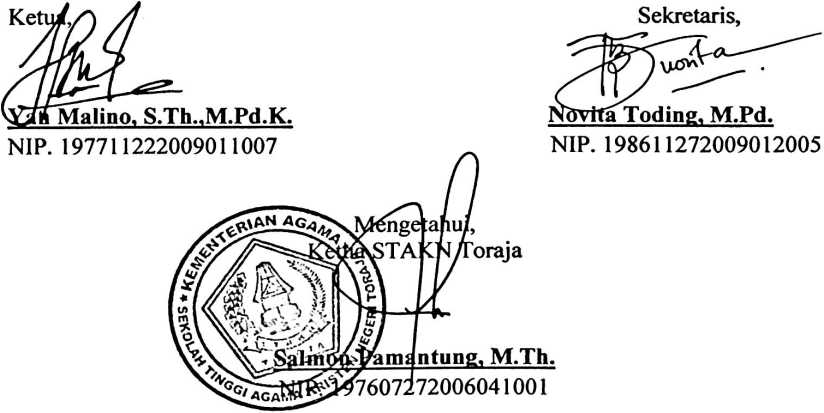 Ketua,
Yan Malino, S.Th.,M.Pd.K.
NIP. 197711222009011007
Sekretaris,
Novita
Novita Toding, M.Pd.
NIP. 198611272009012005
Mengetahui,
Ketua STAKN Toraja
KEMENTERIAN AGAMA
SEKOLAH TINGGI AGAMA KRISTEN NEGERI TORAJA
Salmon Pamantung, M.Th.
NIP. 197607272006041001